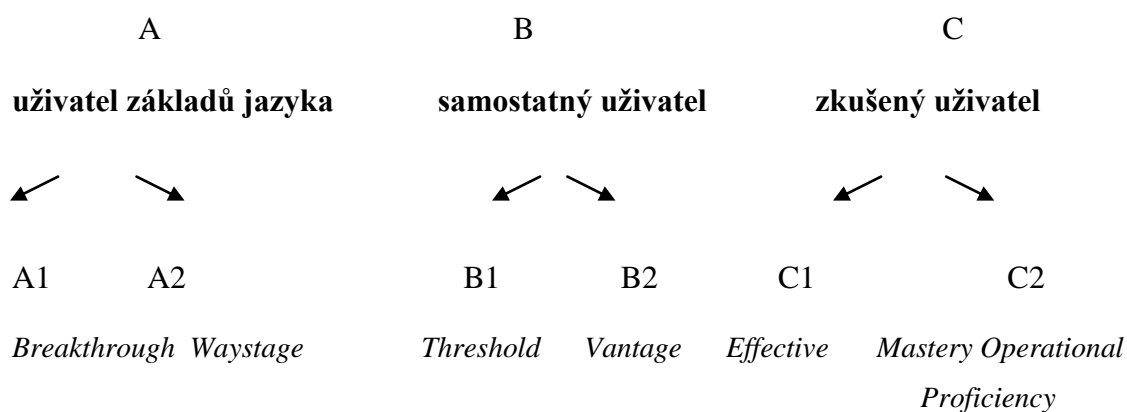 A B C
uživatel základů jazyka samostatný uživatel zkušený uživatel
A1 A2 B1 B2 C1 C2
Breakthrough Waystage Threshold Vantage Effective Mastery Operational
Proficiency